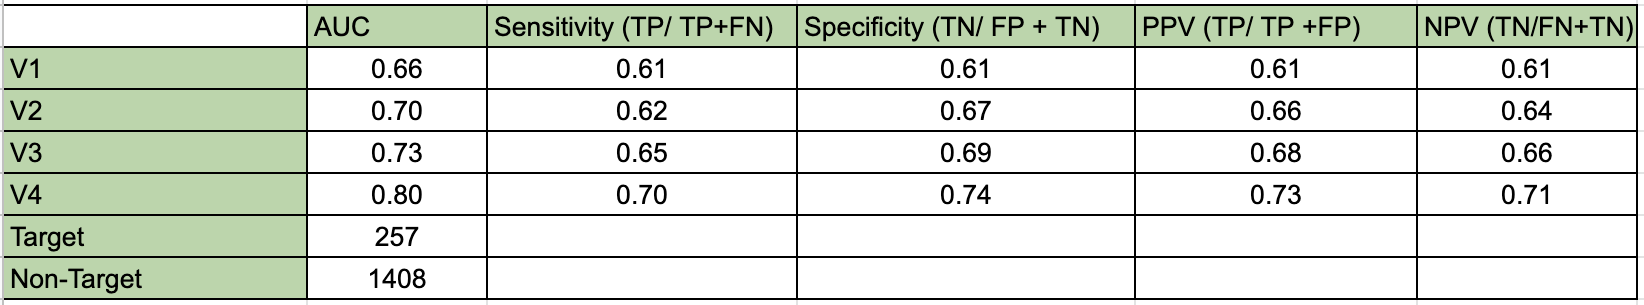 AUC Sensitivity (TP/ TP+FN) Specificity (TN/ FP + TN) PPV (TP/ TP +FP) NPV (TN/FN+TN)
V1 0.66 0.61 0.61 0.61 0.61
V2 0.70 0.62 0.67 0.66 0.64
V3 0.73 0.65 0.69 0.68 0.66
V4 0.80 0.70 0.74 0.73 0.71
Target 257
Non-Target 1408